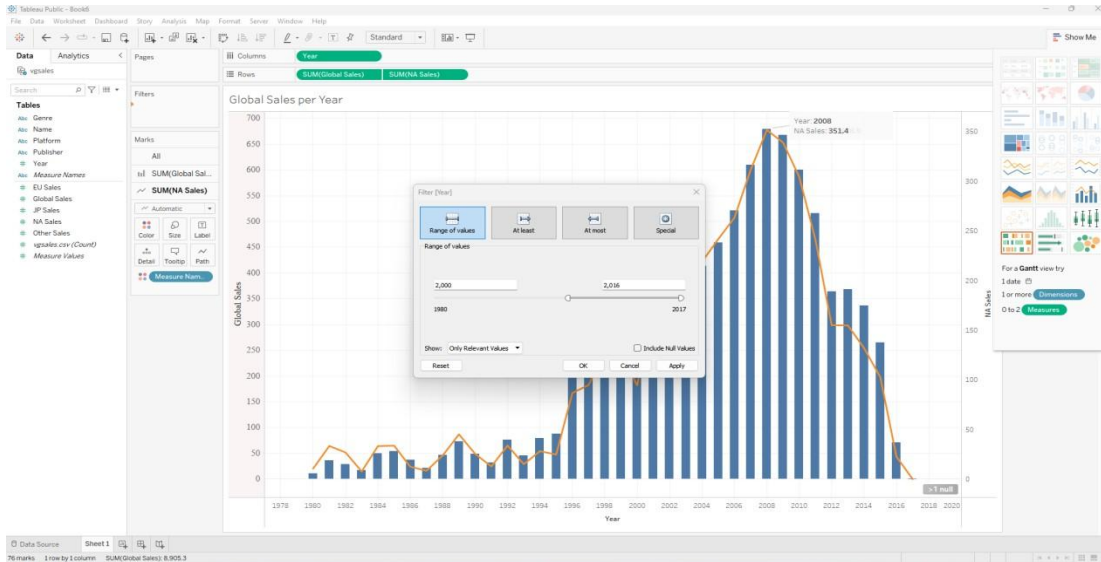 Tableau Public - Book6
File Data Worksheet Dashboard Story Analysis Map Format Server Window Help
Standard
Show Me
Data Analytics
vgsales
Search
Tables
Abc Genre
Abc Name
Abc Platform
Abc Publisher
Year
Abc Measure Names
EU Sales
Global Sales
JP Sales
NA Sales
Other Sales
vgsales.csv (Count)
Measure Values
Pages
Filters
Marks
All
SUM(Global Sal...
SUM(NA Sales)
Automatic
Color Size Label
Detail Tooltip Path
Measure Nam..
Columns Year
Rows SUM(Global Sales) SUM(NA Sales)
Global Sales per Year
700
650
600
550
500
450
400
350
300
250
200
150
100
50
0
Global Sales
Year: 2008
NA Sales: 351.4
Filter [Year]
Range of values At least At most Special
Range of values
2,000 2,016
1980 2017
Show: Only Relevant Values Include Null Values
Reset OK Cancel Apply
350
300
250
200
150
100
50
0
NA Sales
>1 null
1978 1980 1982 1984 1986 1988 1990 1992 1994 1996 1998 2000 2002 2004 2006 2008 2010 2012 2014 2016 2018 2020
Year
For a Gantt view try
1 date
1 or more Dimensions
0 to 2 Measures
Data Source Sheet 1
76 marks 1 row by 1 column SUM(Global Sales): 8,905.3